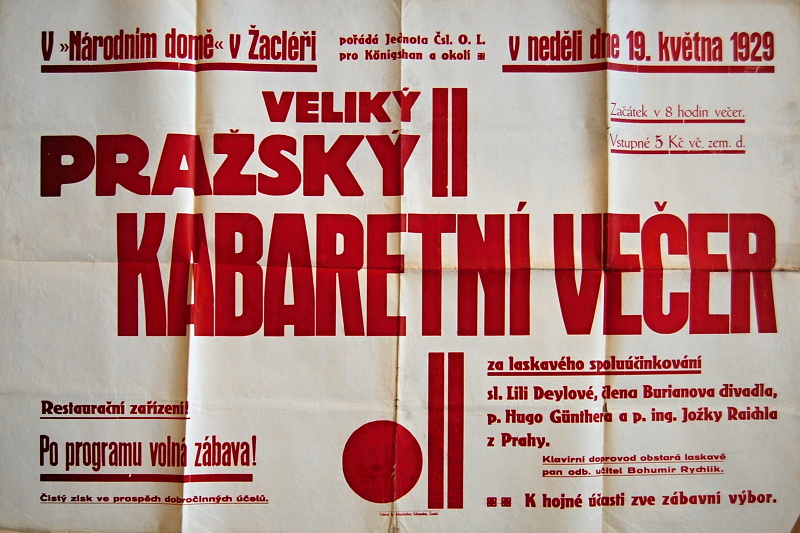 V »Národním domě« v Žacléři
pořádá Jednota Čsl. O. L.
pro Königshan a okolí
v neděli dne 19. května 1929
VELIKÝ
PRAŽSKÝ
Začátek v 8 hodin večer.
Vstupné 5 Kč vč. zem. d.
KABARETNÍ VEČER
za laskavého spoluúčinkování
sl. Lili Deylové, člena Burianova divadla,
p. Hugo Günthera a p. ing. Jožky Raichla
z Prahy.
Klavírní doprovod obstará laskavě
pan odb. učitel Bohumír Rychlík.
K hojné účasti zve zábavní výbor.
Restaurační zařízení!
Po programu volná zábava!
Čistý zisk ve prospěch dobročinných účelů.